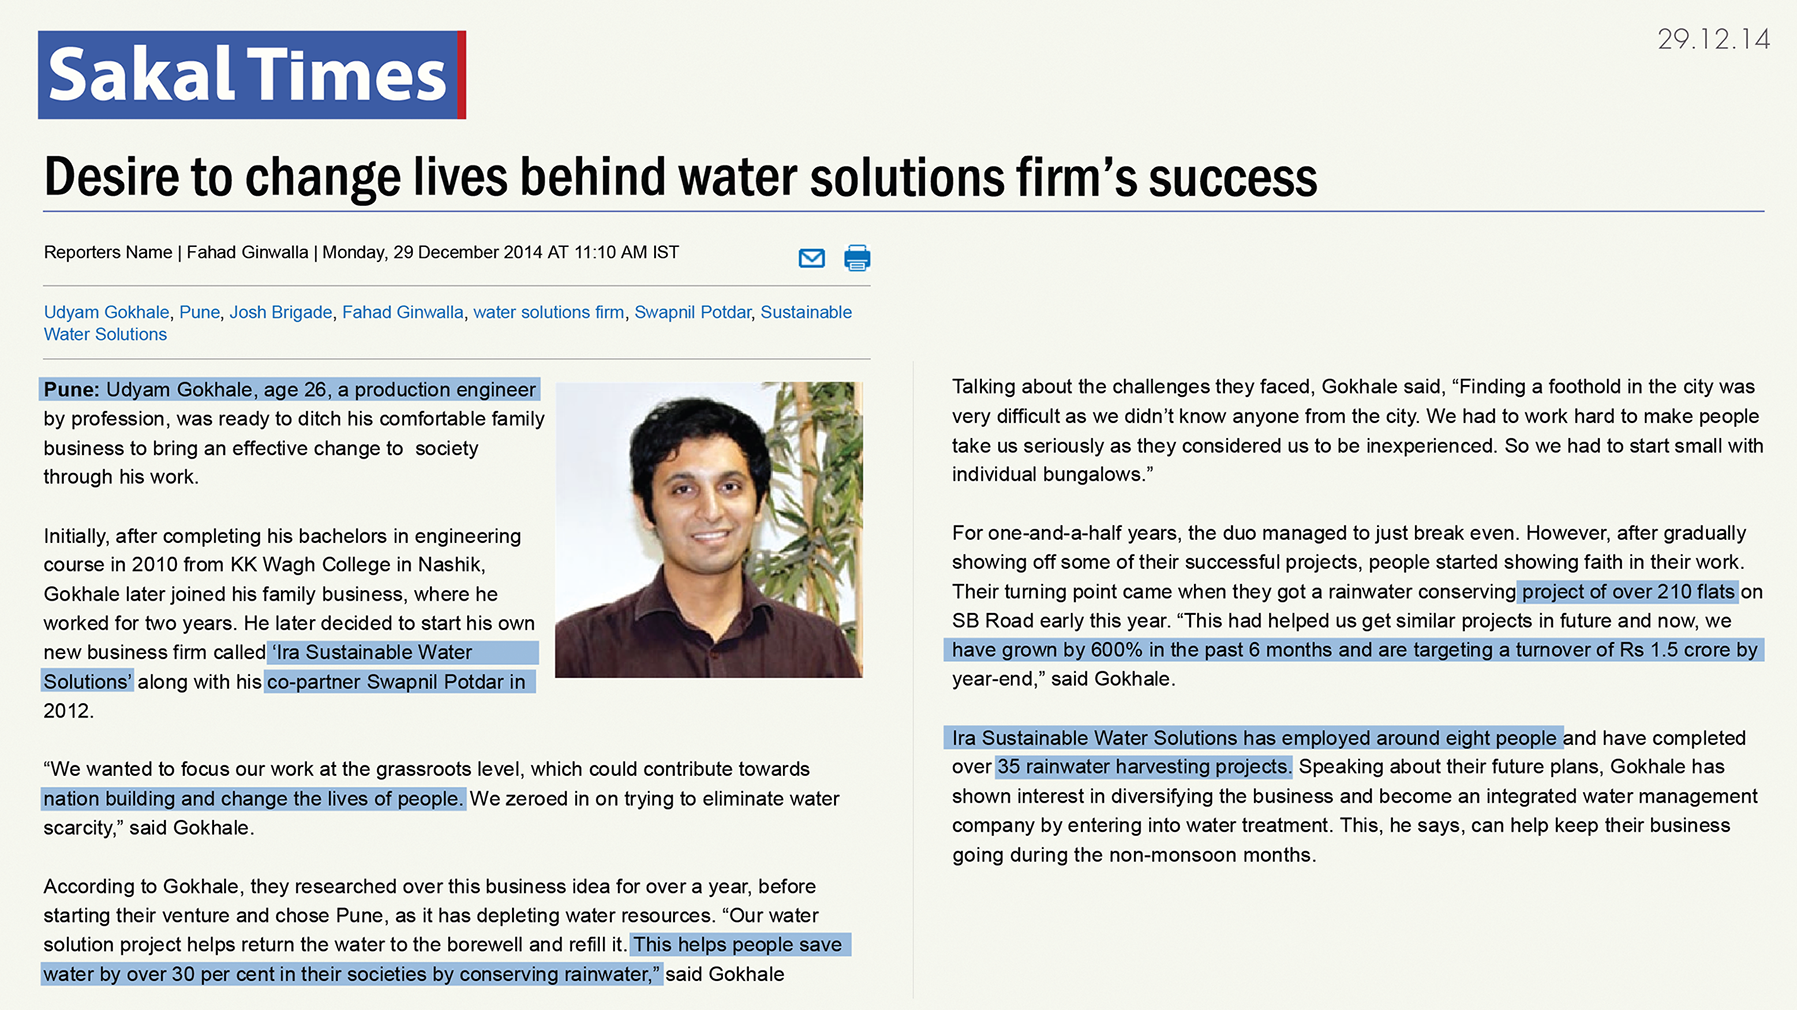 Sakal Times
29.12.14
Desire to change lives behind water solutions firm’s success
Reporters Name | Fahad Ginwalla | Monday, 29 December 2014 AT 11:10 AM IST
Udyam Gokhale, Pune, Josh Brigade, Fahad Ginwalla, water solutions firm, Swapnil Potdar, Sustainable
Water Solutions
Pune: Udyam Gokhale, age 26, a production engineer
by profession, was ready to ditch his comfortable family
business to bring an effective change to society
through his work.
Initially, after completing his bachelors in engineering
course in 2010 from KK Wagh College in Nashik,
Gokhale later joined his family business, where he
worked for two years. He later decided to start his own
new business firm called ‘Ira Sustainable Water
Solutions’ along with his co-partner Swapnil Potdar in
2012.
“We wanted to focus our work at the grassroots level, which could contribute towards
nation building and change the lives of people. We zeroed in on trying to eliminate water
scarcity,” said Gokhale.
According to Gokhale, they researched over this business idea for over a year, before
starting their venture and chose Pune, as it has depleting water resources. “Our water
solution project helps return the water to the borewell and refill it. This helps people save
water by over 30 per cent in their societies by conserving rainwater,” said Gokhale
Talking about the challenges they faced, Gokhale said, “Finding a foothold in the city was
very difficult as we didn’t know anyone from the city. We had to work hard to make people
take us seriously as they considered us to be inexperienced. So we had to start small with
individual bungalows.”
For one-and-a-half years, the duo managed to just break even. However, after gradually
showing off some of their successful projects, people started showing faith in their work.
Their turning point came when they got a rainwater conserving project of over 210 flats on
SB Road early this year. “This had helped us get similar projects in future and now, we
have grown by 600% in the past 6 months and are targeting a turnover of Rs 1.5 crore by
year-end,” said Gokhale.
Ira Sustainable Water Solutions has employed around eight people and have completed
over 35 rainwater harvesting projects. Speaking about their future plans, Gokhale has
shown interest in diversifying the business and become an integrated water management
company by entering into water treatment. This, he says, can help keep their business
going during the non-monsoon months.